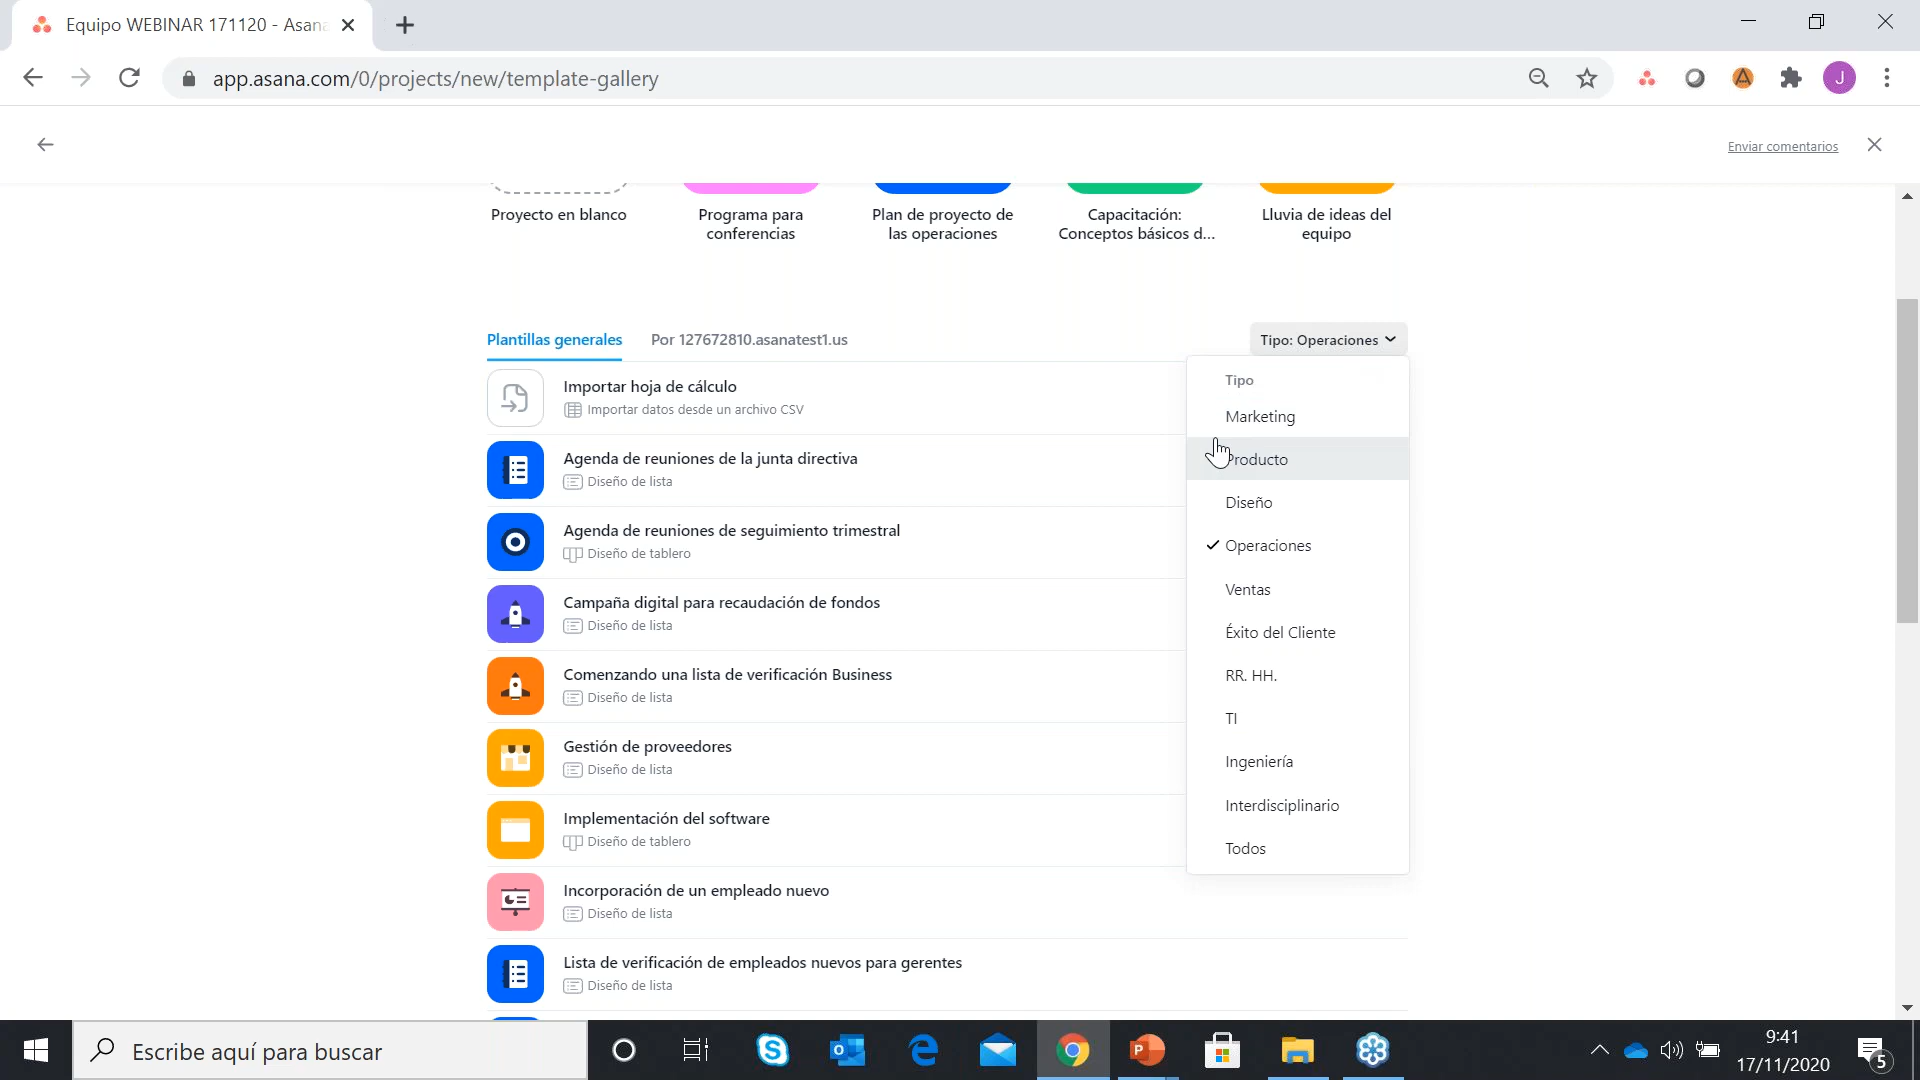 Equipo WEBINAR 171120 - Asana
app.asana.com/0/projects/new/template-gallery
J
Enviar comentarios
Proyecto en blanco
Programa para
conferencias
Plan de proyecto de
las operaciones
Capacitación:
Conceptos básicos d...
Lluvia de ideas del
equipo
Plantillas generales
Por 127672810.asanatest1.us
Tipo: Operaciones
Importar hoja de cálculo
Importar datos desde un archivo CSV
Agenda de reuniones de la junta directiva
Diseño de lista
Agenda de reuniones de seguimiento trimestral
Diseño de tablero
Campaña digital para recaudación de fondos
Diseño de lista
Comenzando una lista de verificación Business
Diseño de lista
Gestión de proveedores
Diseño de lista
Implementación del software
Diseño de tablero
Incorporación de un empleado nuevo
Diseño de lista
Lista de verificación de empleados nuevos para gerentes
Diseño de lista
Tipo
Marketing
Producto
Diseño
Operaciones
Ventas
Éxito del Cliente
RR. HH.
TI
Ingeniería
Interdisciplinario
Todos
Escribe aquí para buscar
9:41
17/11/2020
5